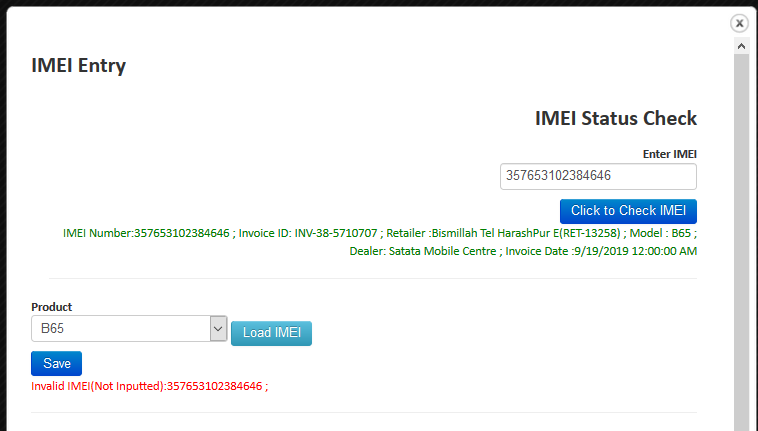 IMEI Entry
IMEI Status Check
Enter IMEI
357653102384646
Click to Check IMEI
IMEI Number:357653102384646 ; Invoice ID: INV-38-5710707 ; Retailer :Bismillah Tel HarashPur E(RET-13258) ; Model : B65 ;
Dealer: Satata Mobile Centre ; Invoice Date :9/19/2019 12:00:00 AM
Product
B65
Load IMEI
Save
Invalid IMEI(Not Inputted):357653102384646 ;